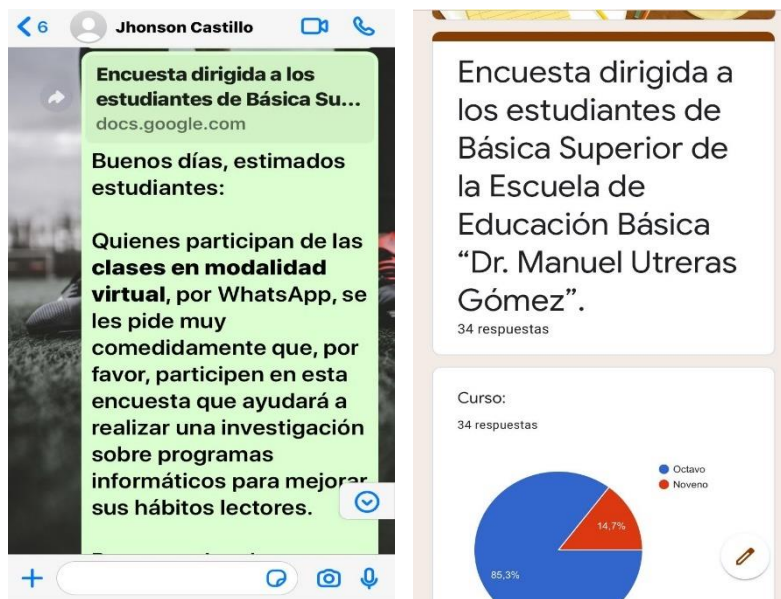 6
Jhonson Castillo
Encuesta dirigida a los
estudiantes de Básica Su...
docs.google.com
Buenos días, estimados
estudiantes:
Quienes participan de las
clases en modalidad
virtual, por WhatsApp, se
les pide muy
comedidamente que, por
favor, participen en esta
encuesta que ayudará a
realizar una investigación
sobre programas
informáticos para mejorar
sus hábitos lectores.
Encuesta dirigida a
los estudiantes de
Básica Superior de
la Escuela de
Educación Básica
“Dr. Manuel Utreras
Gómez”.
34 respuestas
Curso:
34 respuestas
Octavo
Noveno
14,7%
85,3%